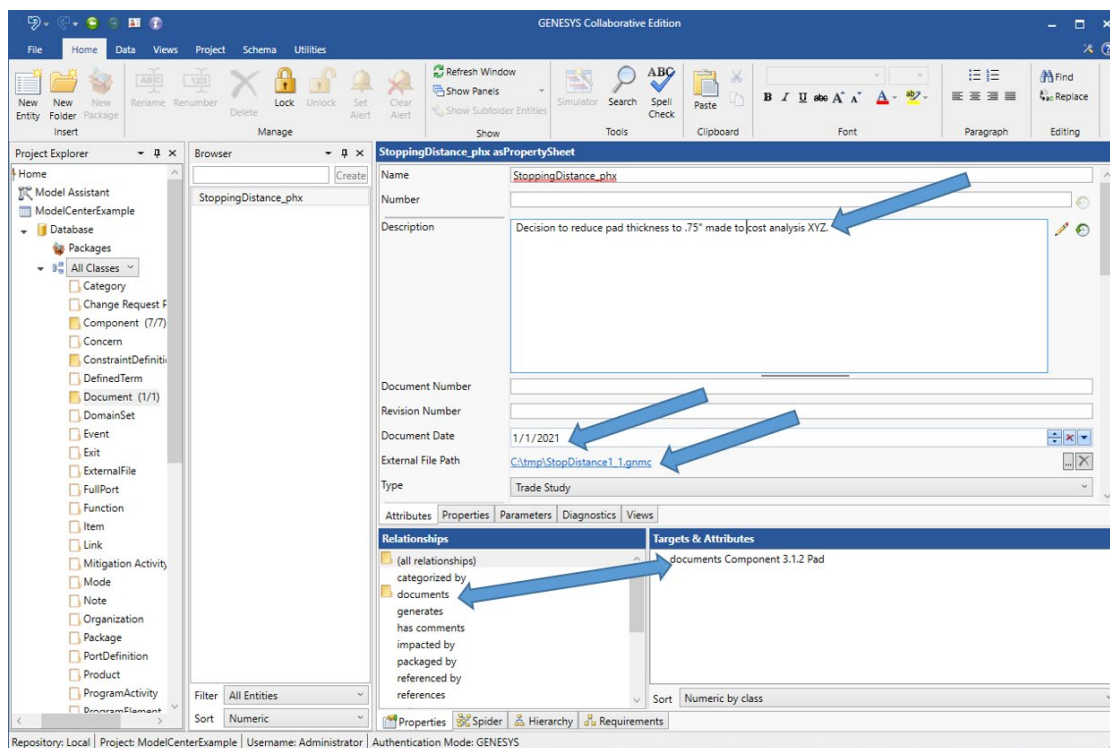 GENESYS Collaborative Edition
File Home Data Views Project Schema Utilities
New Entity
New Folder
New Package
Insert
Rename
Renumber
Delete
Lock
Unlock
Set Alert
Clear Alert
Manage
Refresh Window
Show Panels
Show Subfolder Entities
Show
Simulator
Search
ABC
Spell Check
Tools
Paste
Clipboard
B I U abc A A A ab
Font
Paragraph
Find
Replace
Editing
Project Explorer
Home
Model Assistant
ModelCenterExample
Database
Packages
All Classes
Category
Change Request P
Component (7/7)
Concern
ConstraintDefiniti
DefinedTerm
Document (1/1)
DomainSet
Event
Exit
ExternalFile
FullPort
Function
Item
Link
Mitigation Activity
Mode
Note
Organization
Package
PortDefinition
Product
ProgramActivity
ProgramElement
Browser
Create
StoppingDistance_phx
Filter All Entities
Sort Numeric
StoppingDistance_phx asPropertySheet
Name StoppingDistance_phx
Number
Description Decision to reduce pad thickness to .75" made to cost analysis XYZ.
Document Number
Revision Number
Document Date 1/1/2021
External File Path C:\tmp\StopDistance1_1.gnmc ...
Type Trade Study
Attributes Properties Parameters Diagnostics Views
Relationships
(all relationships)
categorized by
documents
generates
has comments
impacted by
packaged by
referenced by
references
Targets & Attributes
documents Component 3.1.2 Pad
Sort Numeric by class
Properties Spider Hierarchy Requirements
Repository: Local Project: ModelCenterExample Username: Administrator Authentication Mode: GENESYS